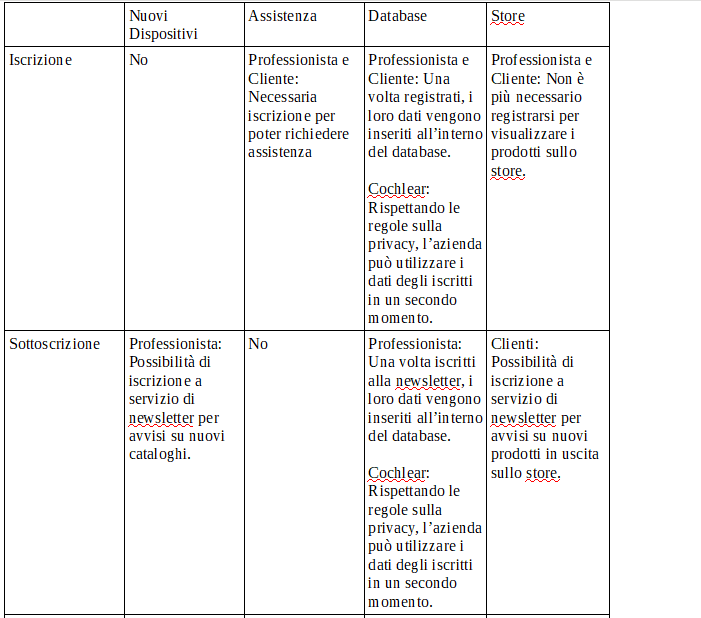 Nuovi
Dispositivi
Assistenza
Database
Store
Iscrizione
No
Professionista e
Cliente:
Necessaria
iscrizione per
poter richiedere
assistenza
Professionista e
Cliente: Una
volta registrati, i
loro dati vengono
inseriti all’interno
del database.
Cochlear:
Rispettando le
regole sulla
privacy, l’azienda
può utilizzare i
dati degli iscritti
in un secondo
momento.
Professionista e
Cliente: Non è
più necessario
registrarsi per
visualizzare i
prodotti sullo
store.
Sottoscrizione
Professionista:
Possibilità di
iscrizione a
servizio di
newsletter per
avvisi su nuovi
cataloghi.
No
Professionista:
Una volta iscritti
alla newsletter, i
loro dati vengono
inseriti all’interno
del database.
Cochlear:
Rispettando le
regole sulla
privacy, l’azienda
può utilizzare i
dati degli iscritti
in un secondo
momento.
Clienti:
Possibilità di
iscrizione a
servizio di
newsletter per
avvisi su nuovi
prodotti in uscita
sullo store.